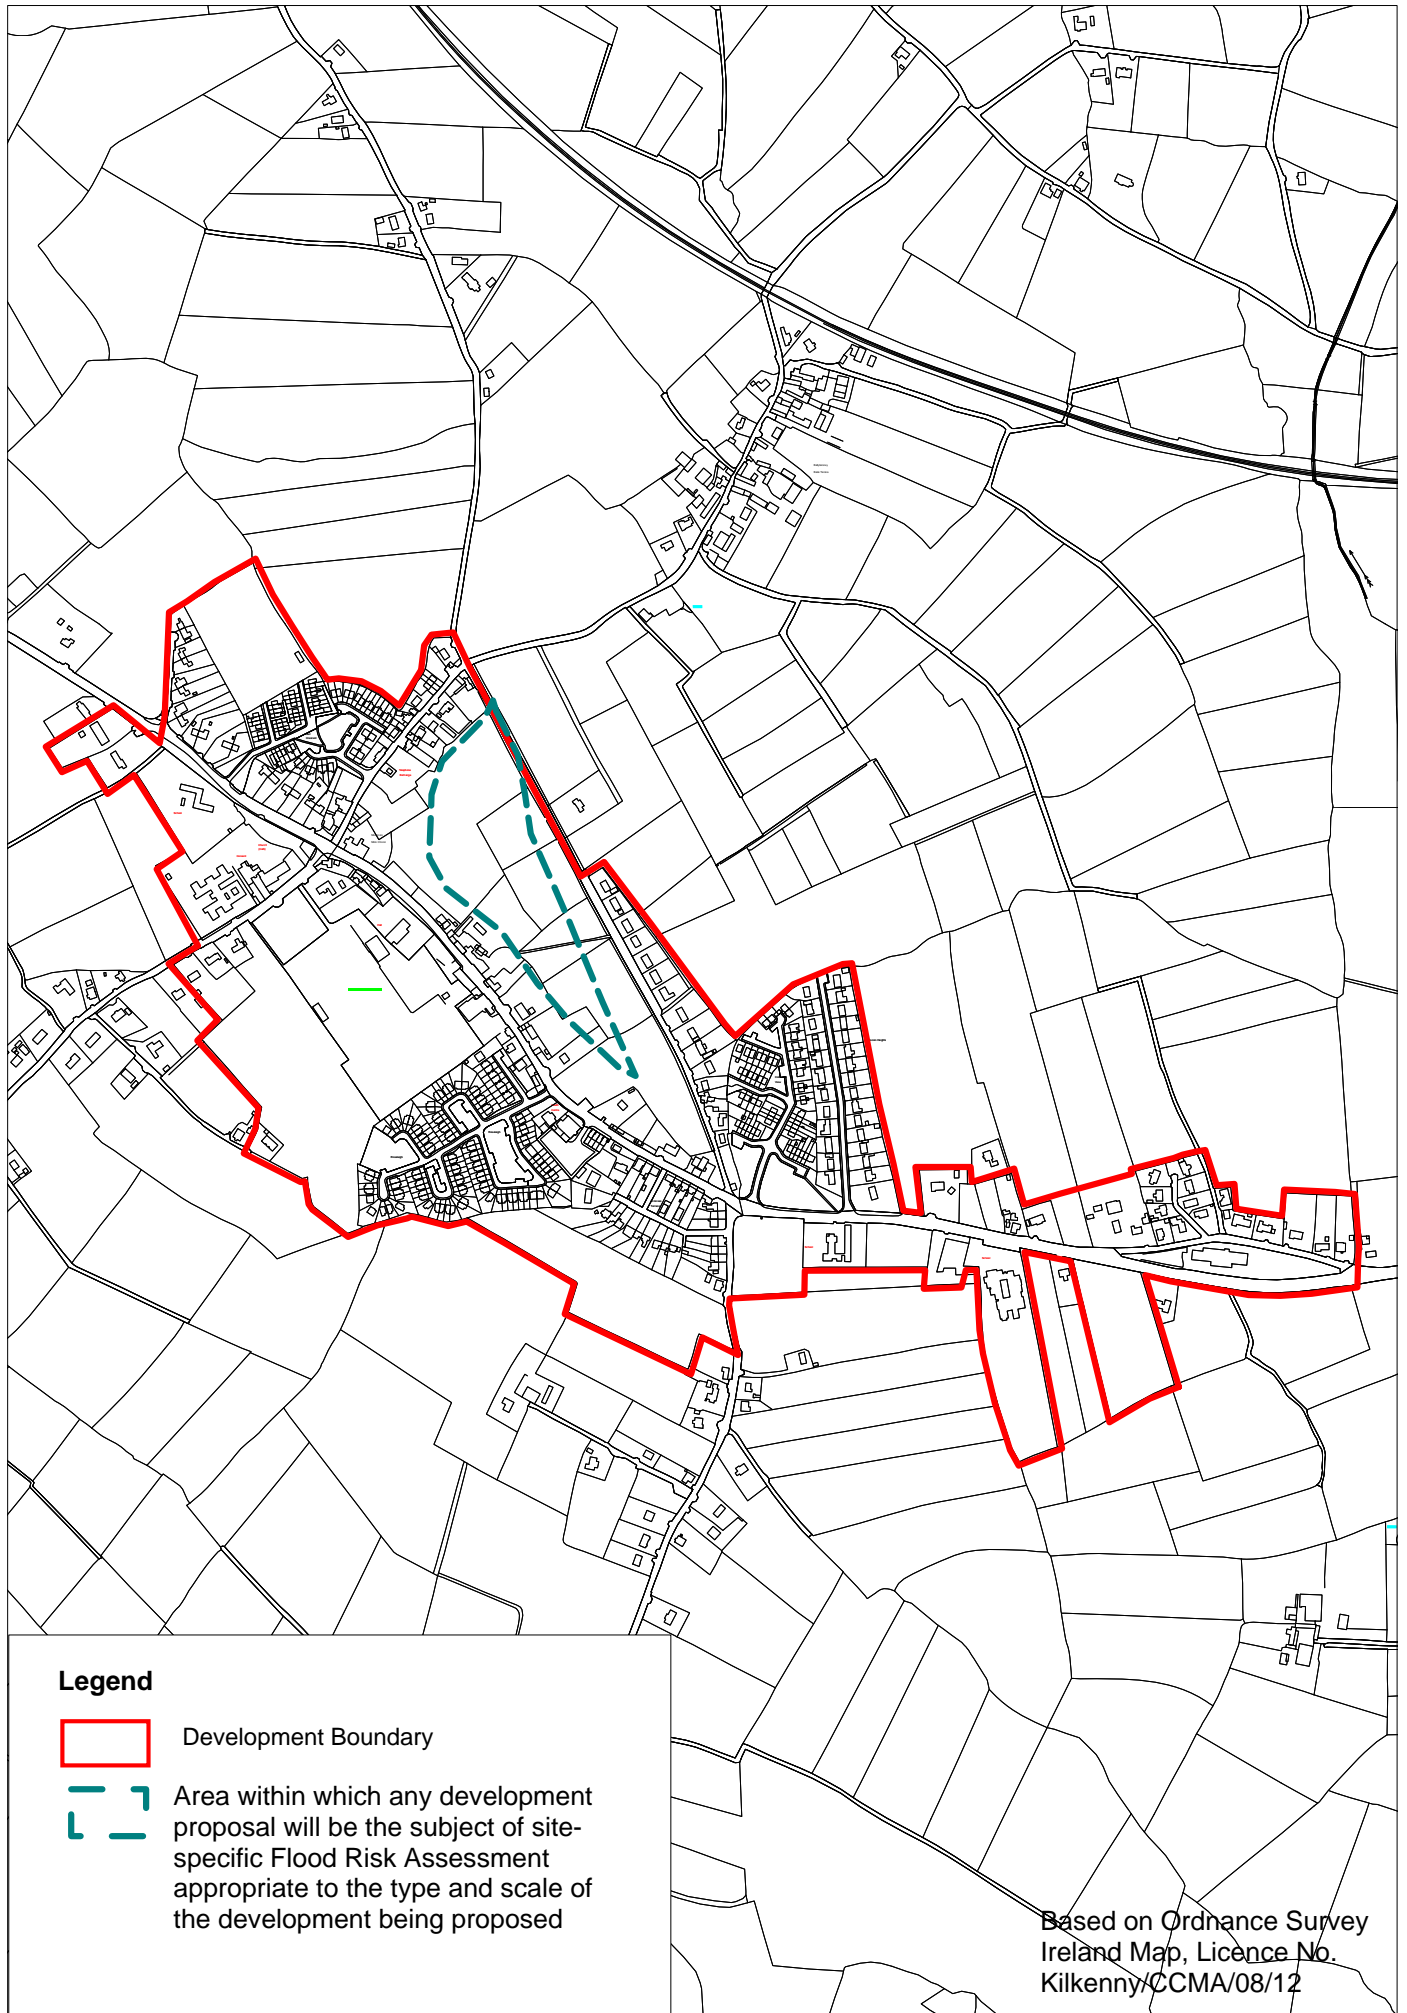 Legend
Development Boundary
Area within which any development
proposal will be the subject of site-
specific Flood Risk Assessment
appropriate to the type and scale of
the development being proposed
Based on Ordnance Survey
Ireland Map, Licence No.
Kilkenny/CCMA/08/12